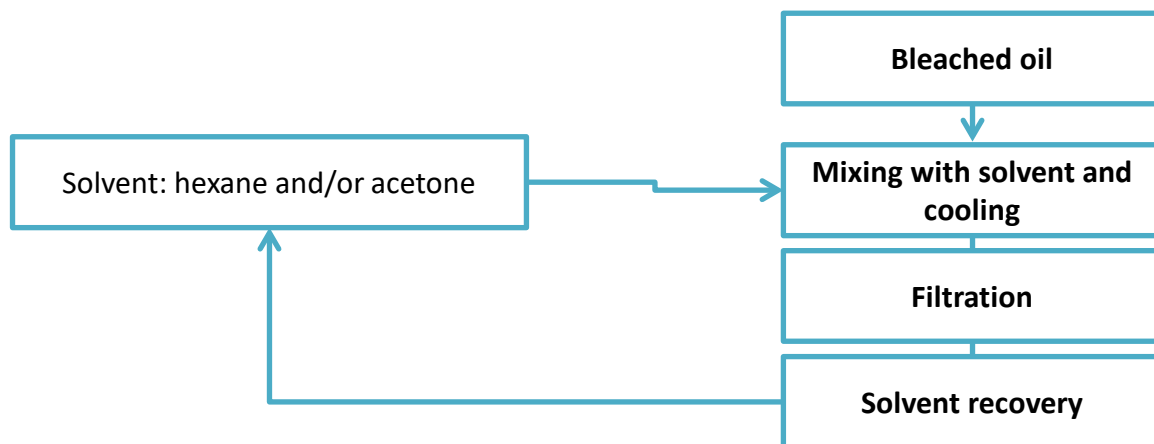 Bleached oil
Solvent: hexane and/or acetone
Mixing with solvent and
cooling
Filtration
Solvent recovery